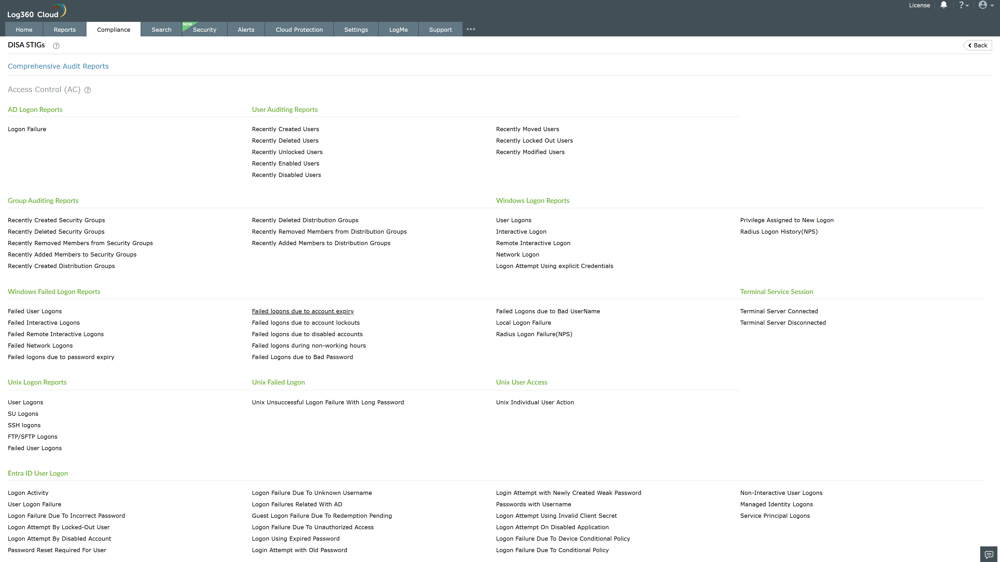 License
?
Log360 Cloud
Home
Reports
Compliance
Search
NEW
Security
Alerts
Cloud Protection
Settings
LogMe
Support
•••
DISA STIGs ?
Back
Comprehensive Audit Reports
Access Control (AC) ?
AD Logon Reports
Logon Failure
User Auditing Reports
Recently Created Users
Recently Deleted Users
Recently Unlocked Users
Recently Enabled Users
Recently Disabled Users
Recently Moved Users
Recently Locked Out Users
Recently Modified Users
Group Auditing Reports
Recently Created Security Groups
Recently Deleted Security Groups
Recently Removed Members from Security Groups
Recently Added Members to Security Groups
Recently Created Distribution Groups
Recently Deleted Distribution Groups
Recently Removed Members from Distribution Groups
Recently Added Members to Distribution Groups
Windows Logon Reports
User Logons
Interactive Logon
Remote Interactive Logon
Network Logon
Logon Attempt Using explicit Credentials
Privilege Assigned to New Logon
Radius Logon History(NPS)
Windows Failed Logon Reports
Failed User Logons
Failed Interactive Logons
Failed Remote Interactive Logons
Failed Network Logons
Failed logons due to password expiry
Failed logons due to account expiry
Failed logons due to account lockouts
Failed logons due to disabled accounts
Failed logons during non-working hours
Failed Logons due to Bad Password
Failed Logons due to Bad UserName
Local Logon Failure
Radius Logon Failure(NPS)
Terminal Service Session
Terminal Server Connected
Terminal Server Disconnected
Unix Logon Reports
User Logons
SU Logons
SSH logons
FTP/SFTP Logons
Failed User Logons
Unix Failed Logon
Unix Unsuccessful Logon Failure With Long Password
Unix User Access
Unix Individual User Action
Entra ID User Logon
Logon Activity
User Logon Failure
Logon Failure Due To Incorrect Password
Logon Attempt By Locked-Out User
Logon Attempt By Disabled Account
Password Reset Required For User
Logon Failure Due To Unknown Username
Logon Failures Related With AD
Guest Logon Failure Due To Redemption Pending
Logon Failure Due To Unauthorized Access
Logon Using Expired Password
Login Attempt with Old Password
Login Attempt with Newly Created Weak Password
Passwords with Username
Logon Attempt Using Invalid Client Secret
Logon Attempt On Disabled Application
Logon Failure Due To Device Conditional Policy
Logon Failure Due To Conditional Policy
Non-Interactive User Logons
Managed Identity Logons
Service Principal Logons